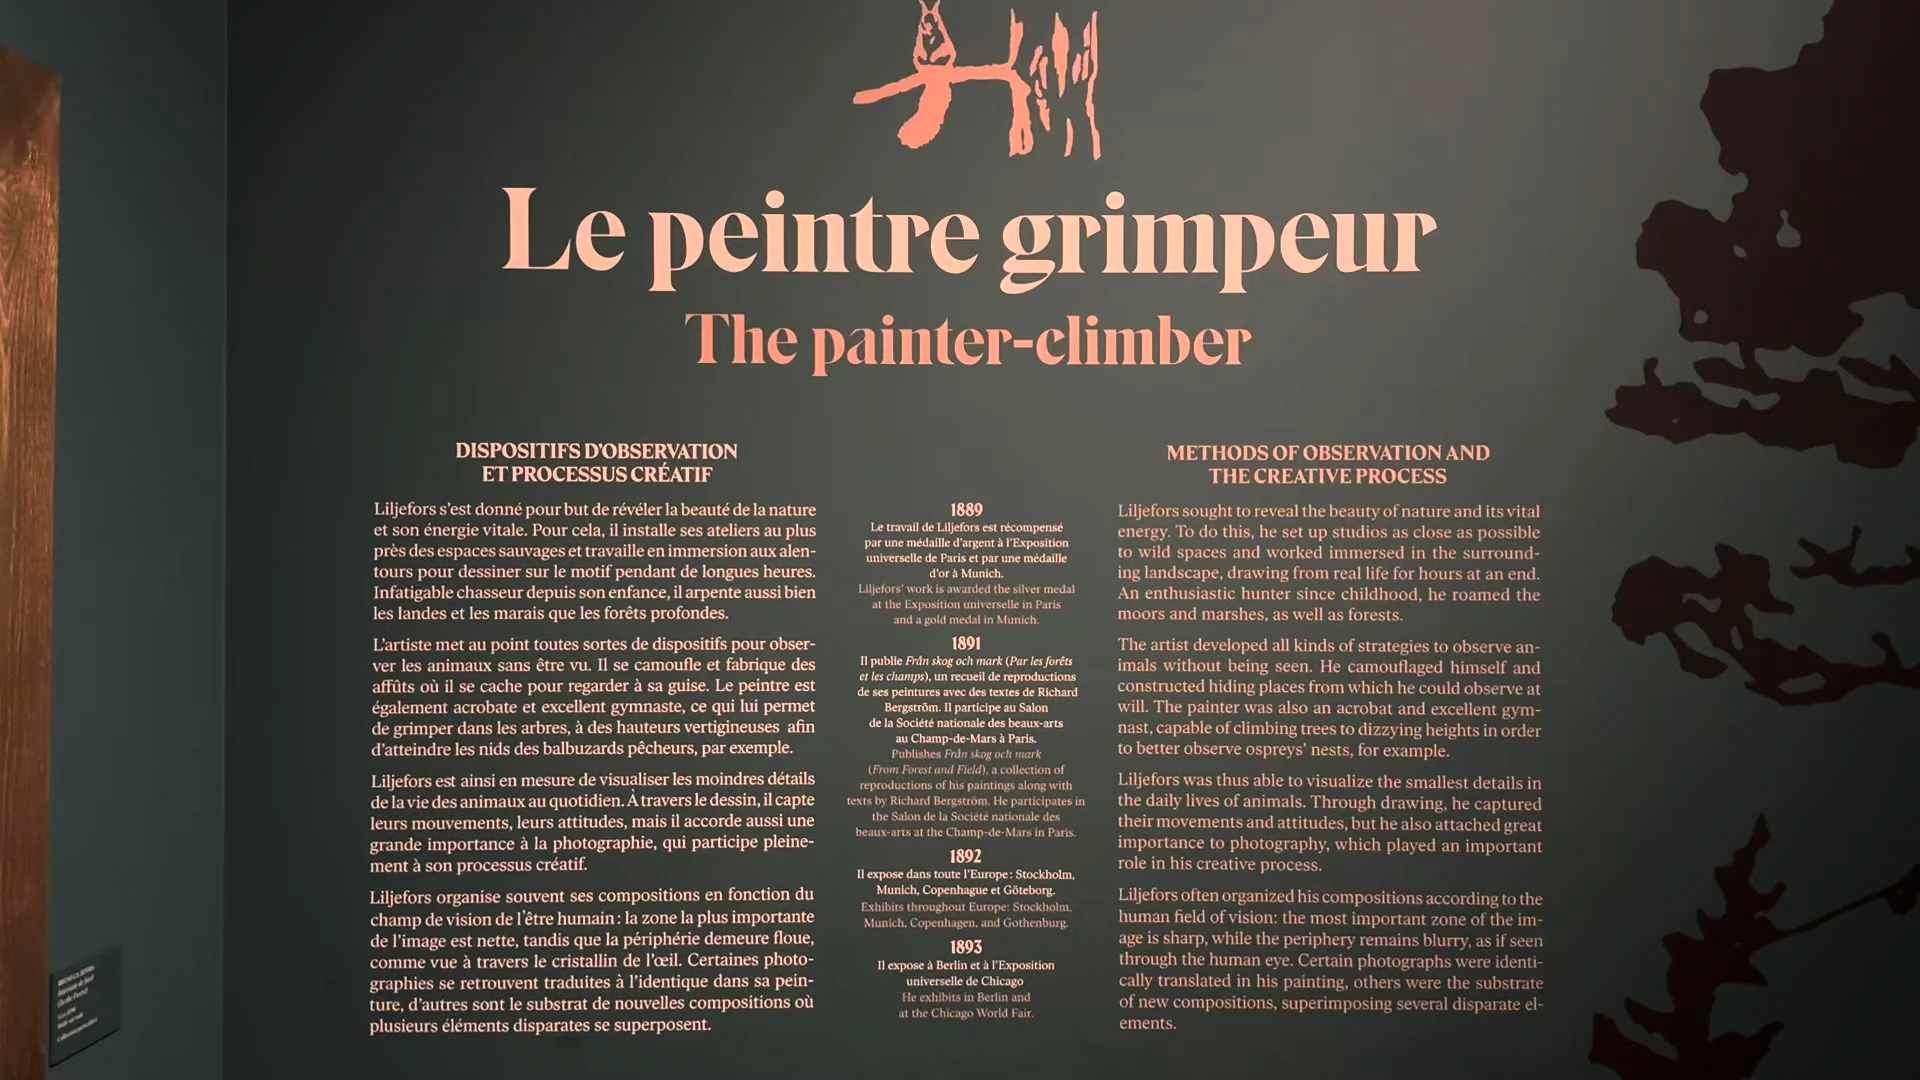 Le peintre grimpeur
The painter-climber
DISPOSITIFS D'OBSERVATION
ET PROCESSUS CRÉATIF
Liljefors s'est donné pour but de révéler la beauté de la nature
et son énergie vitale. Pour cela, il installe ses ateliers au plus
près des espaces sauvages et travaille en immersion aux alen-
tours pour dessiner sur le motif pendant de longues heures.
Infatigable chasseur depuis son enfance, il arpente aussi bien
les landes et les marais que les forêts profondes.
L'artiste met au point toutes sortes de dispositifs pour obser-
ver les animaux sans être vu. Il se camoufle et fabrique des
affûts où il se cache pour regarder à sa guise. Le peintre est
également acrobate et excellent gymnaste, ce qui lui permet
de grimper dans les arbres, à des hauteurs vertigineuses afin
d'atteindre les nids des balbuzards pêcheurs, par exemple.
Liljefors est ainsi en mesure de visualiser les moindres détails
de la vie des animaux au quotidien. À travers le dessin, il capte
leurs mouvements, leurs attitudes, mais il accorde aussi une
grande importance à la photographie, qui participe pleine-
ment à son processus créatif.
Liljefors organise souvent ses compositions en fonction du
champ de vision de l'être humain : la zone la plus importante
de l'image est nette, tandis que la périphérie demeure floue,
comme vue à travers le cristallin de l'œil. Certaines photo-
graphies se retrouvent traduites à l'identique dans sa pein-
ture, d'autres sont le substrat de nouvelles compositions où
plusieurs éléments disparates se superposent.
1889
Le travail de Liljefors est récompensé
par une médaille d'argent à l'Exposition
universelle de Paris et par une médaille
d'or à Munich.
Liljefors' work is awarded the silver medal
at the Exposition universelle in Paris
and a gold medal in Munich.
1891
Il publie Från skog och mark (Par les forêts
et les champs), un recueil de reproductions
de ses peintures avec des textes de Richard
Bergström. Il participe au Salon
de la Société nationale des beaux-arts
au Champ-de-Mars à Paris.
Publishes Från skog och mark
(From Forest and Field), a collection of
reproductions of his paintings along with
texts by Richard Bergström. He participates in
the Salon de la Société nationale des
beaux-arts at the Champ-de-Mars in Paris.
1892
Il expose dans toute l'Europe : Stockholm,
Munich, Copenhague et Göteborg.
Exhibits throughout Europe: Stockholm,
Munich, Copenhagen, and Gothenburg.
1893
Il expose à Berlin et à l'Exposition
universelle de Chicago
He exhibits in Berlin and
at the Chicago World Fair.
METHODS OF OBSERVATION AND
THE CREATIVE PROCESS
Liljefors sought to reveal the beauty of nature and its vital
energy. To do this, he set up studios as close as possible
to wild spaces and worked immersed in the surround-
ing landscape, drawing from real life for hours at an end.
An enthusiastic hunter since childhood, he roamed the
moors and marshes, as well as forests.
The artist developed all kinds of strategies to observe an-
imals without being seen. He camouflaged himself and
constructed hiding places from which he could observe at
will. The painter was also an acrobat and excellent gym-
nast, capable of climbing trees to dizzying heights in order
to better observe ospreys' nests, for example.
Liljefors was thus able to visualize the smallest details in
the daily lives of animals. Through drawing, he captured
their movements and attitudes, but he also attached great
importance to photography, which played an important
role in his creative process.
Liljefors often organized his compositions according to the
human field of vision: the most important zone of the im-
age is sharp, while the periphery remains blurry, as if seen
through the human eye. Certain photographs were identi-
cally translated in his painting, others were the substrate
of new compositions, superimposing several disparate el-
ements.